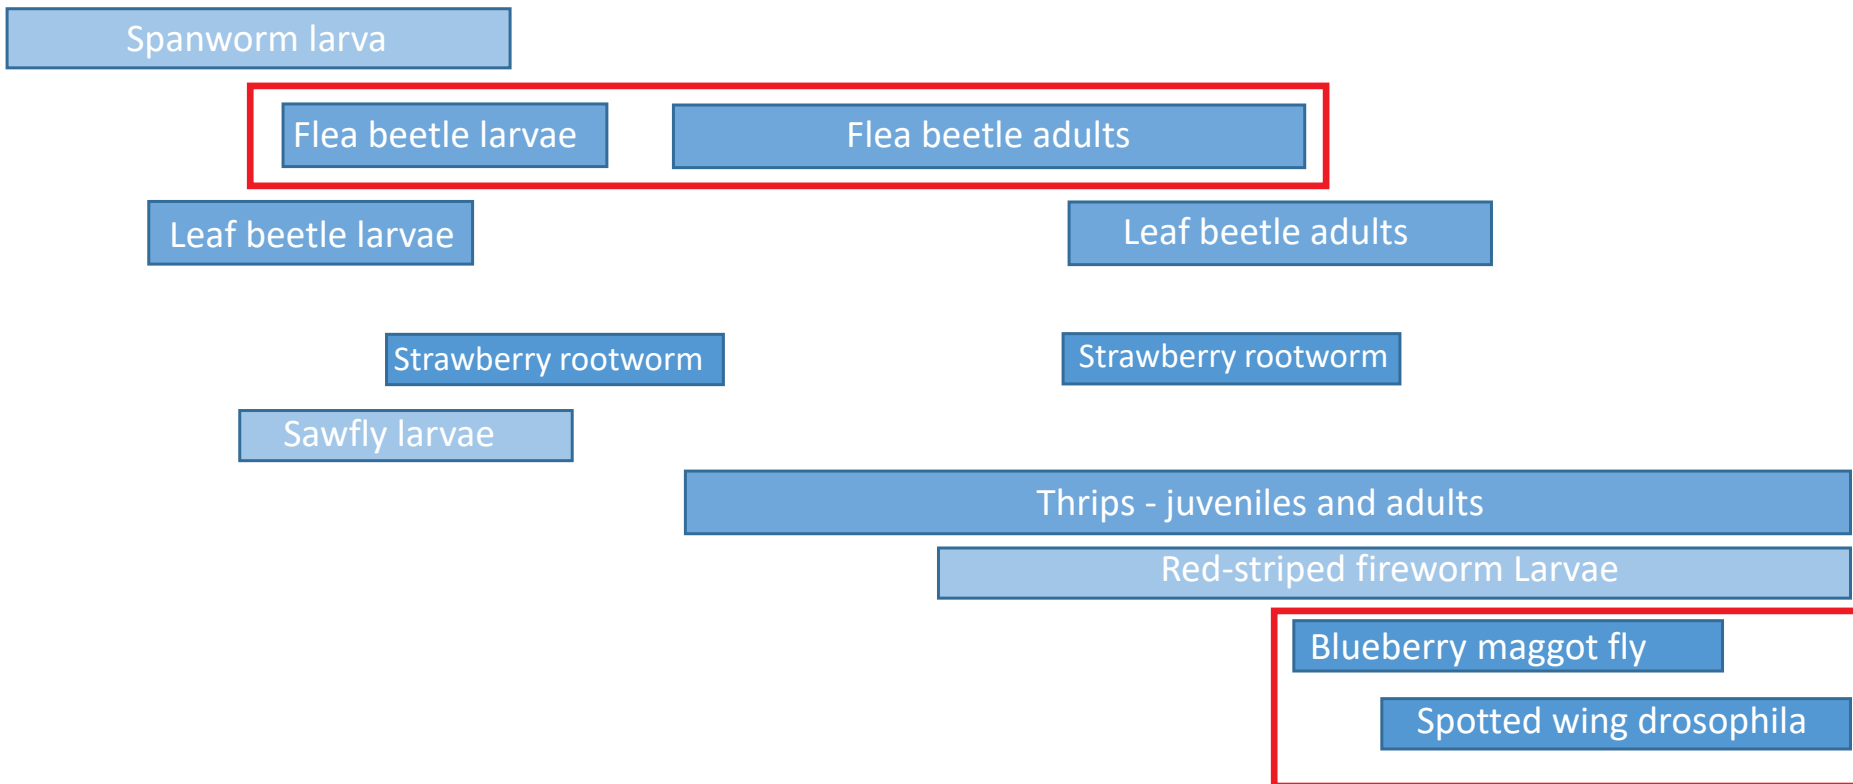 Spanworm larva
Flea beetle larvae
Flea beetle adults
Leaf beetle larvae
Leaf beetle adults
Strawberry rootworm
Strawberry rootworm
Sawfly larvae
Thrips - juveniles and adults
Red-striped fireworm Larvae
Blueberry maggot fly
Spotted wing drosophila